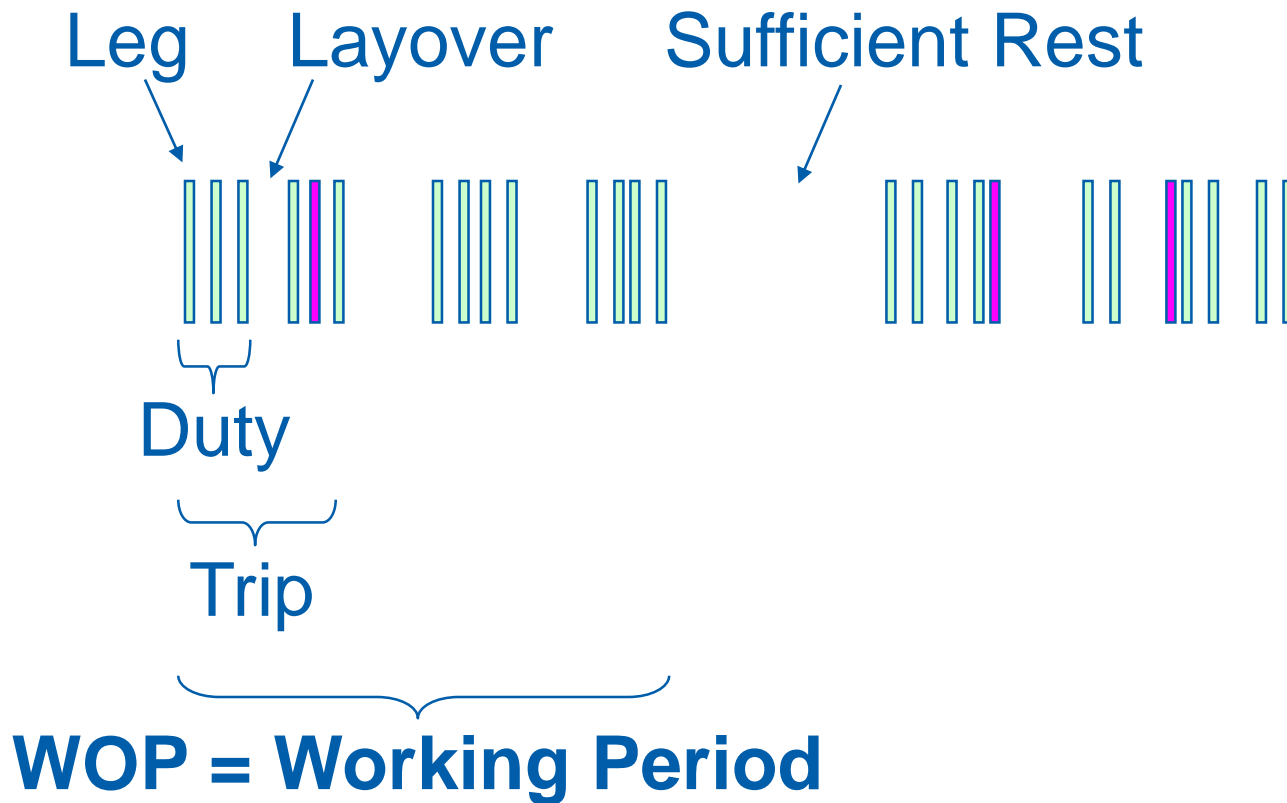 Leg Layover Sufficient Rest
Duty
Trip
WOP = Working Period